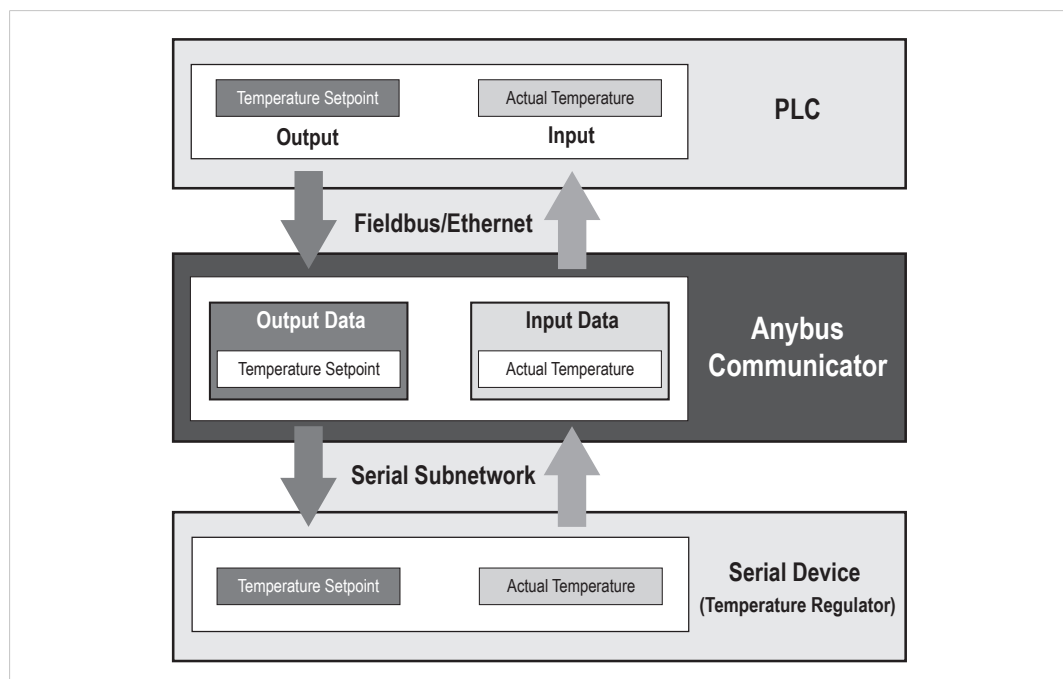 Temperature Setpoint
Actual Temperature
Output
Input
PLC
Fieldbus/Ethernet
Output Data
Input Data
Temperature Setpoint
Actual Temperature
Anybus
Communicator
Serial Subnetwork
Temperature Setpoint
Actual Temperature
Serial Device
(Temperature Regulator)